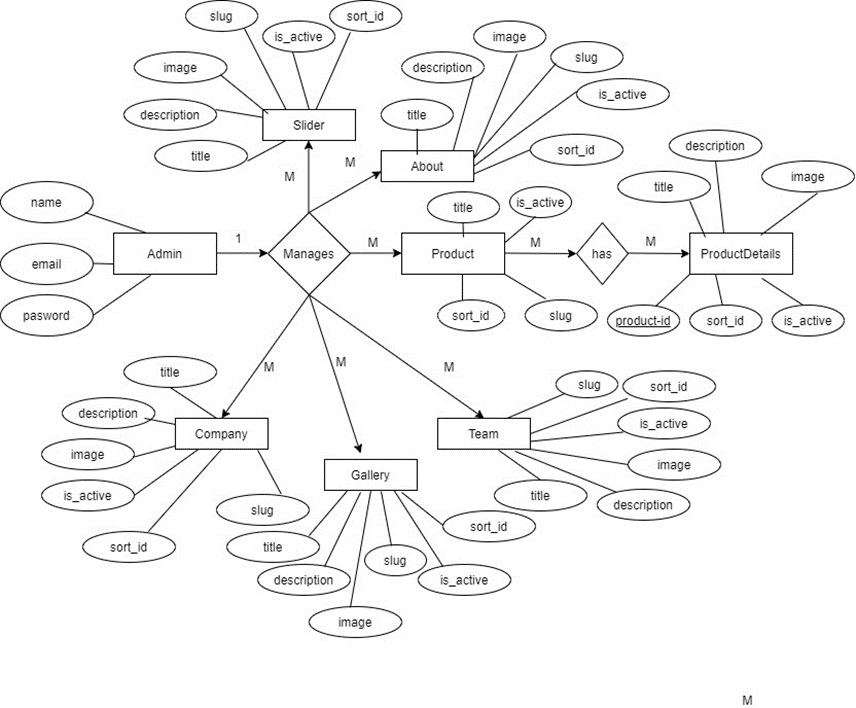 slug
sort_id
is_active
image
image
slug
description
is_active
description
title
Slider
title
About
sort_id
description
image
M
M
title
name
title
is_active
Admin
1
Manages
M
Product
M
has
M
ProductDetails
email
pasword
sort_id
slug
product-id
sort_id
is_active
M
M
M
title
description
Company
image
is_active
sort_id
slug
Team
slug
sort_id
is_active
image
title
description
Gallery
title
description
image
slug
is_active
sort_id
M